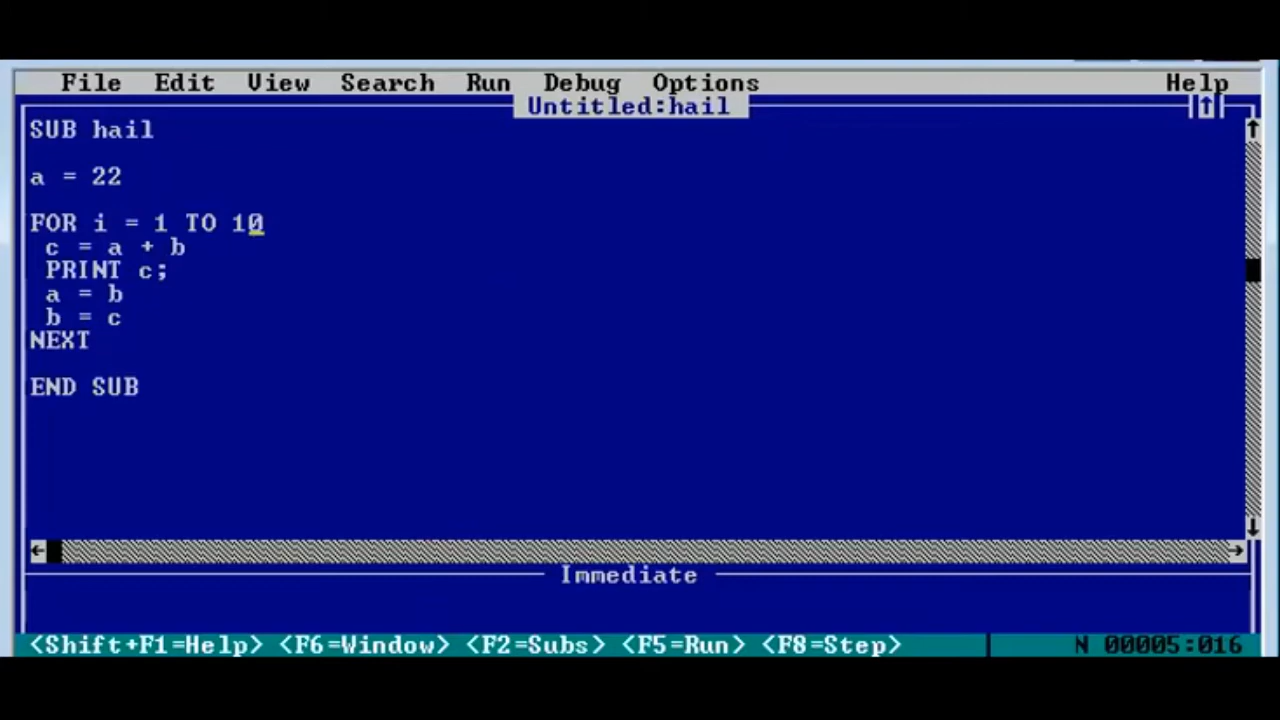 File Edit View Search Run Debug Options Help
Untitled:hail
SUB hail
a = 22
FOR i = 1 TO 10
c = a + b
PRINT c;
a = b
b = c
NEXT
END SUB
Immediate
<Shift+F1=Help> <F6=Window> <F2=Subs> <F5=Run> <F8=Step> N 00005:016